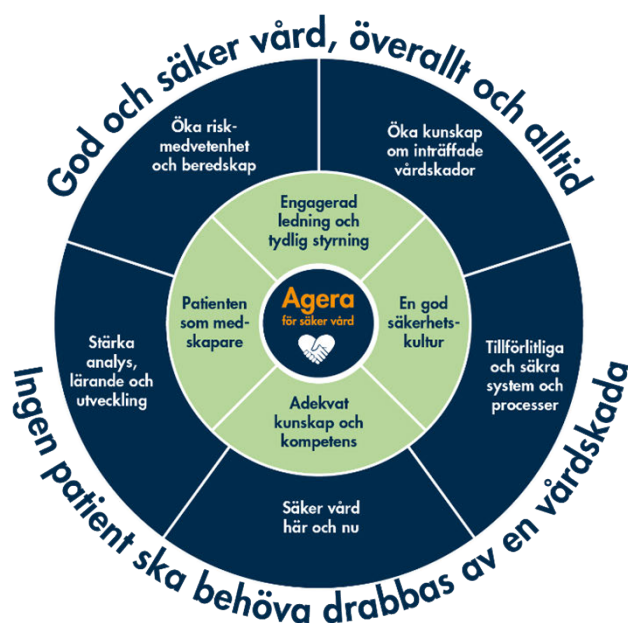 God och säker vård, överallt och alltid
Öka risk-
medvetenhet
och beredskap
Öka kunskap
om inträffade
vårdskador
Engagerad
ledning och
tydlig styrning
Patienten
som med-
skapare
Agera
för säker vård
En god
säkerhets-
kultur
Stärka
analys,
lärande och
utveckling
Tillförlitliga
och säkra
system och
processer
Adekvat
kunskap och
kompetens
Säker vård
här och nu
Ingen patient ska behöva drabbas av en vårdskada